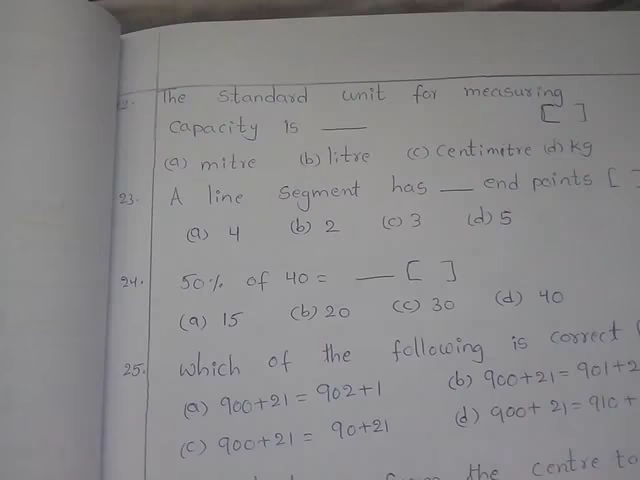 2. The standard unit for measuring
capacity is ___ [ ]
(a) mitre (b) litre (c) Centimetre (d) kg
23. A line segment has ___ end points [ ]
(a) 4 (b) 2 (c) 3 (d) 5
24. 50% of 40 = ___ [ ]
(a) 15 (b) 20 (c) 30 (d) 40
25. which of the following is correct [
(a) 900+21 = 902+1 (b) 900+21 = 901+2
(c) 900+21 = 90+21 (d) 900+21 = 910+
the centre to